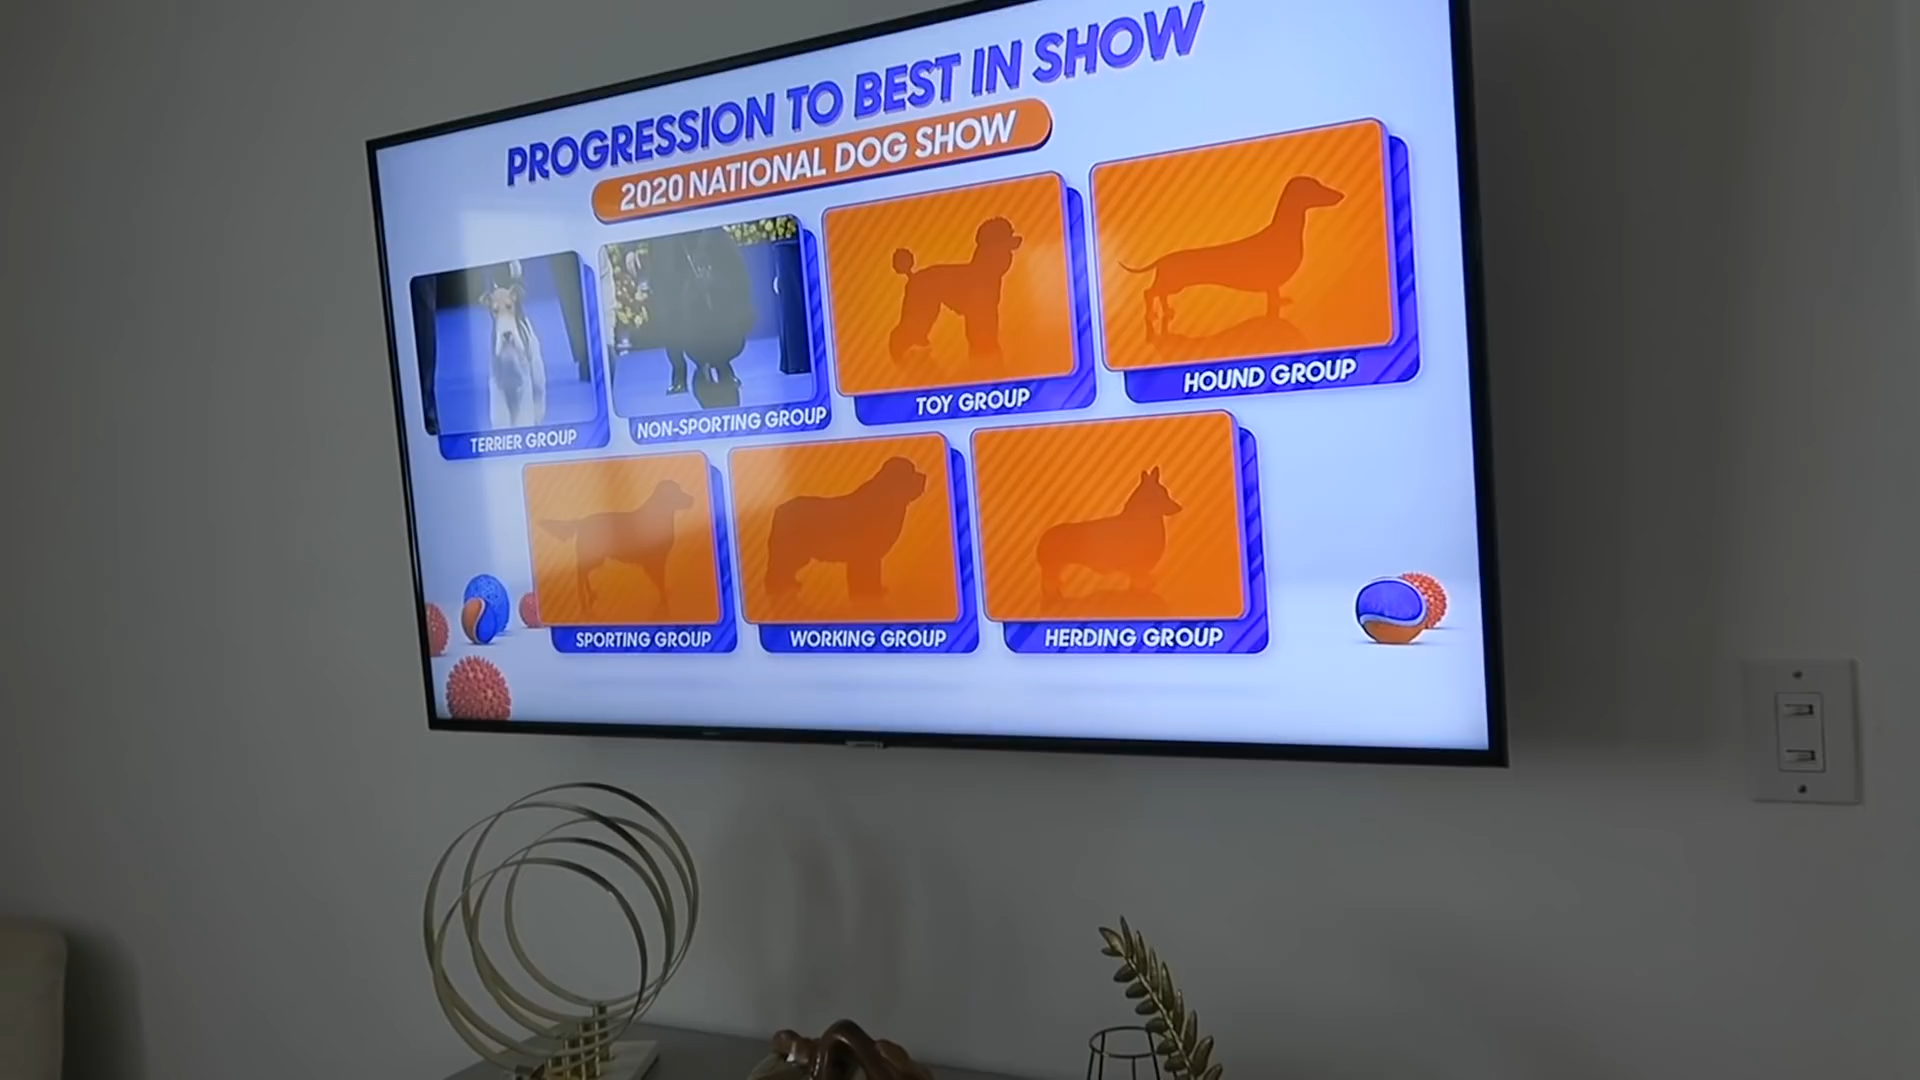 PROGRESSION TO BEST IN SHOW
2020 NATIONAL DOG SHOW
TERRIER GROUP
NON-SPORTING GROUP
TOY GROUP
HOUND GROUP
SPORTING GROUP
WORKING GROUP
HERDING GROUP